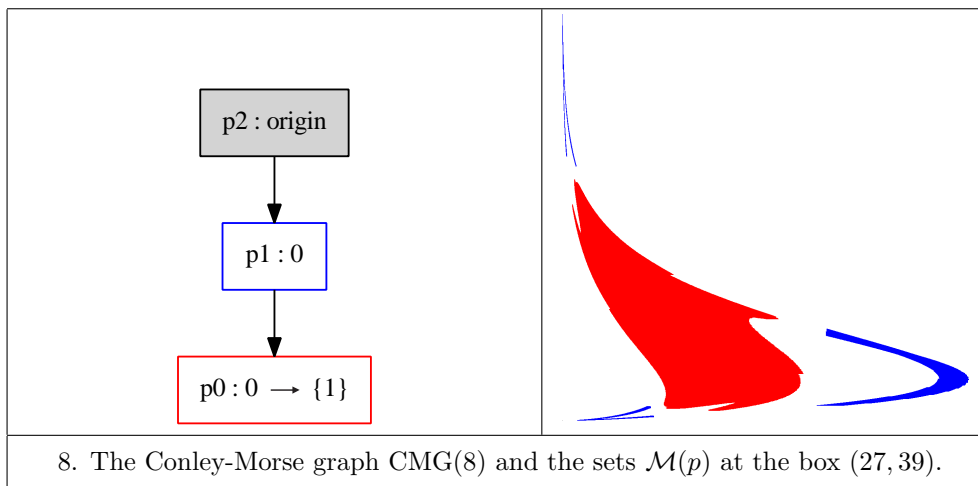 p2 : origin
p1 : 0
p0 : 0 → {1}
8. The Conley-Morse graph CMG(8) and the sets ℳ(p) at the box (27, 39).